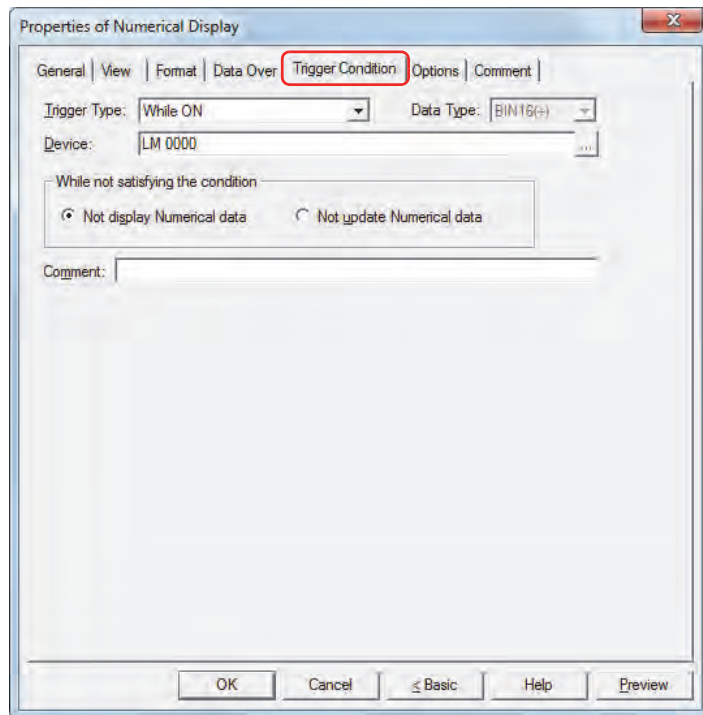 Properties of Numerical Display
General View Format Data Over Trigger Condition Options Comment
Trigger Type: While ON Data Type: BIN16(+)
Device: LM 0000 ...
While not satisfying the condition
Not display Numerical data Not update Numerical data
Comment:
OK Cancel < Basic Help Preview